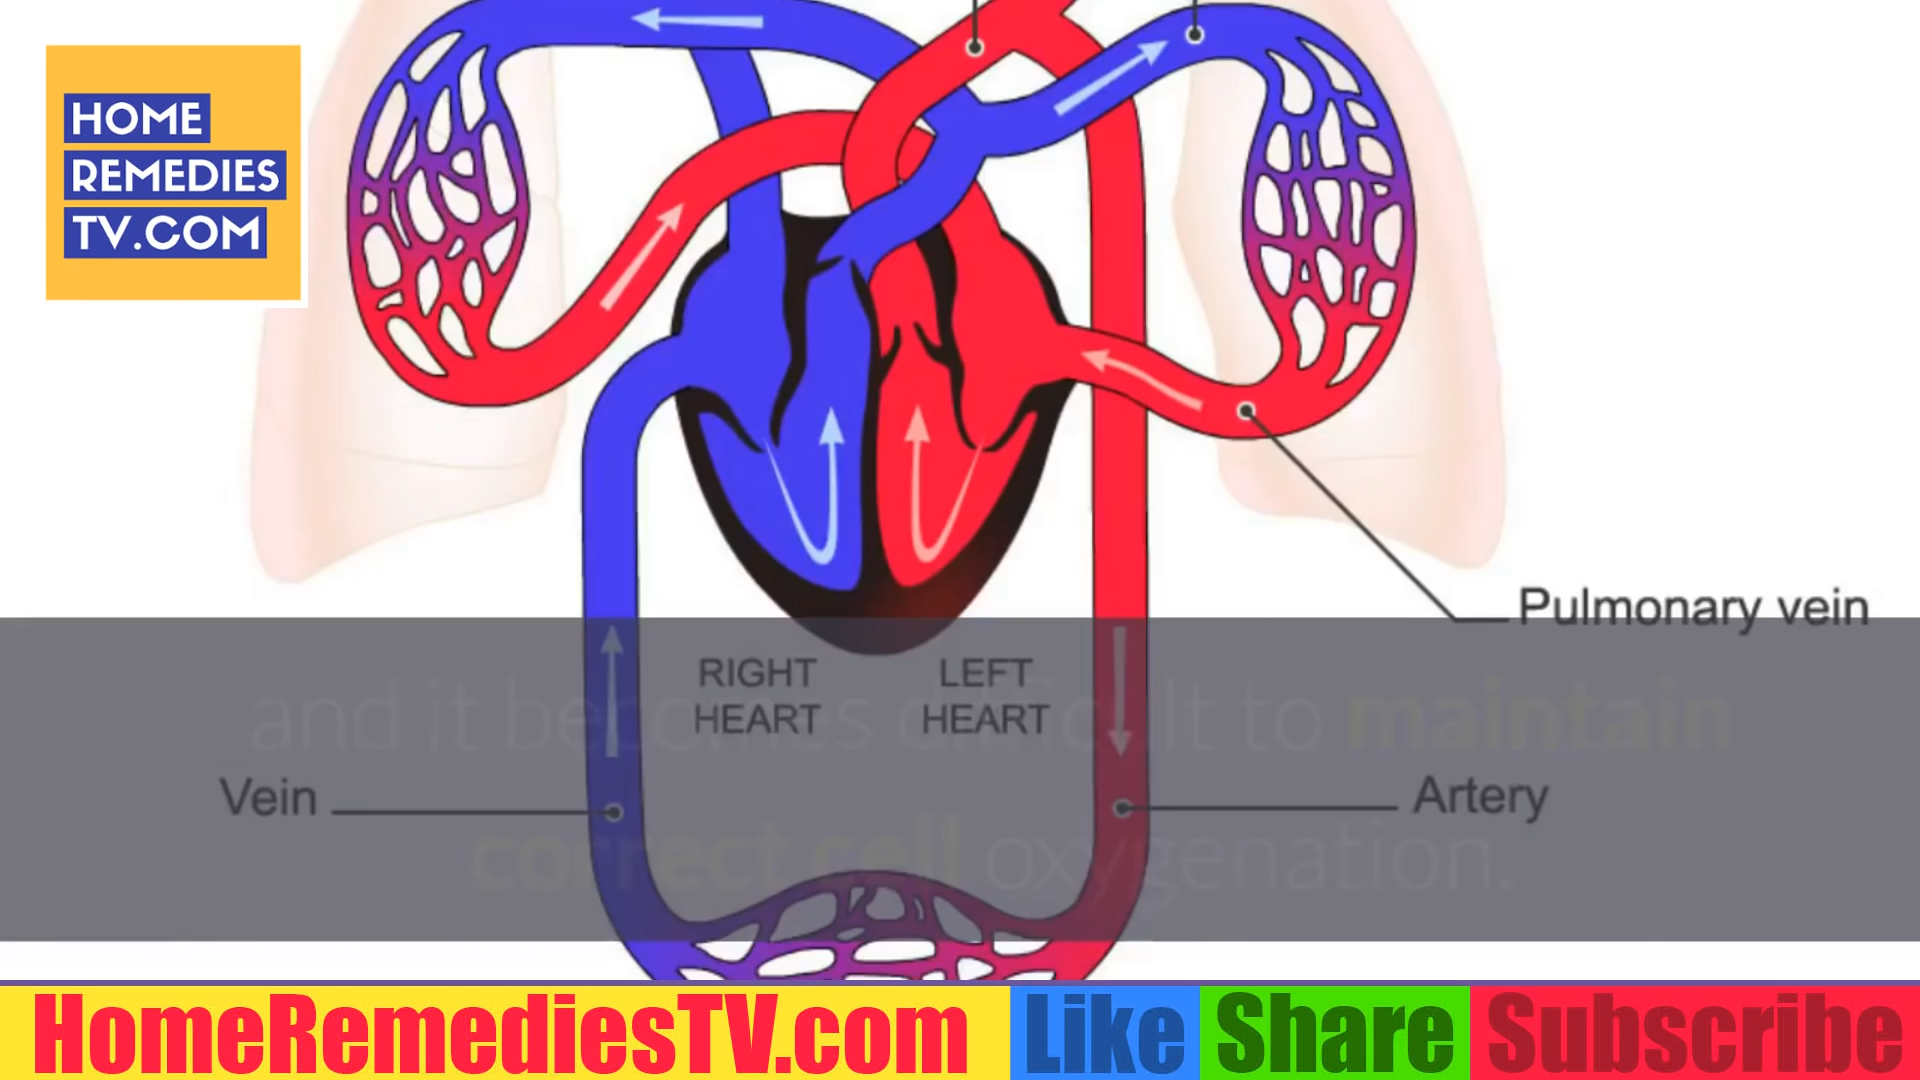 HOME
REMEDIES
TV.COM
Pulmonary vein
RIGHT
HEART
LEFT
HEART
and it becomes difficult to maintain
Vein
Artery
correct cell oxygenation.
HomeRemediesTV.com
Like
Share
Subscribe